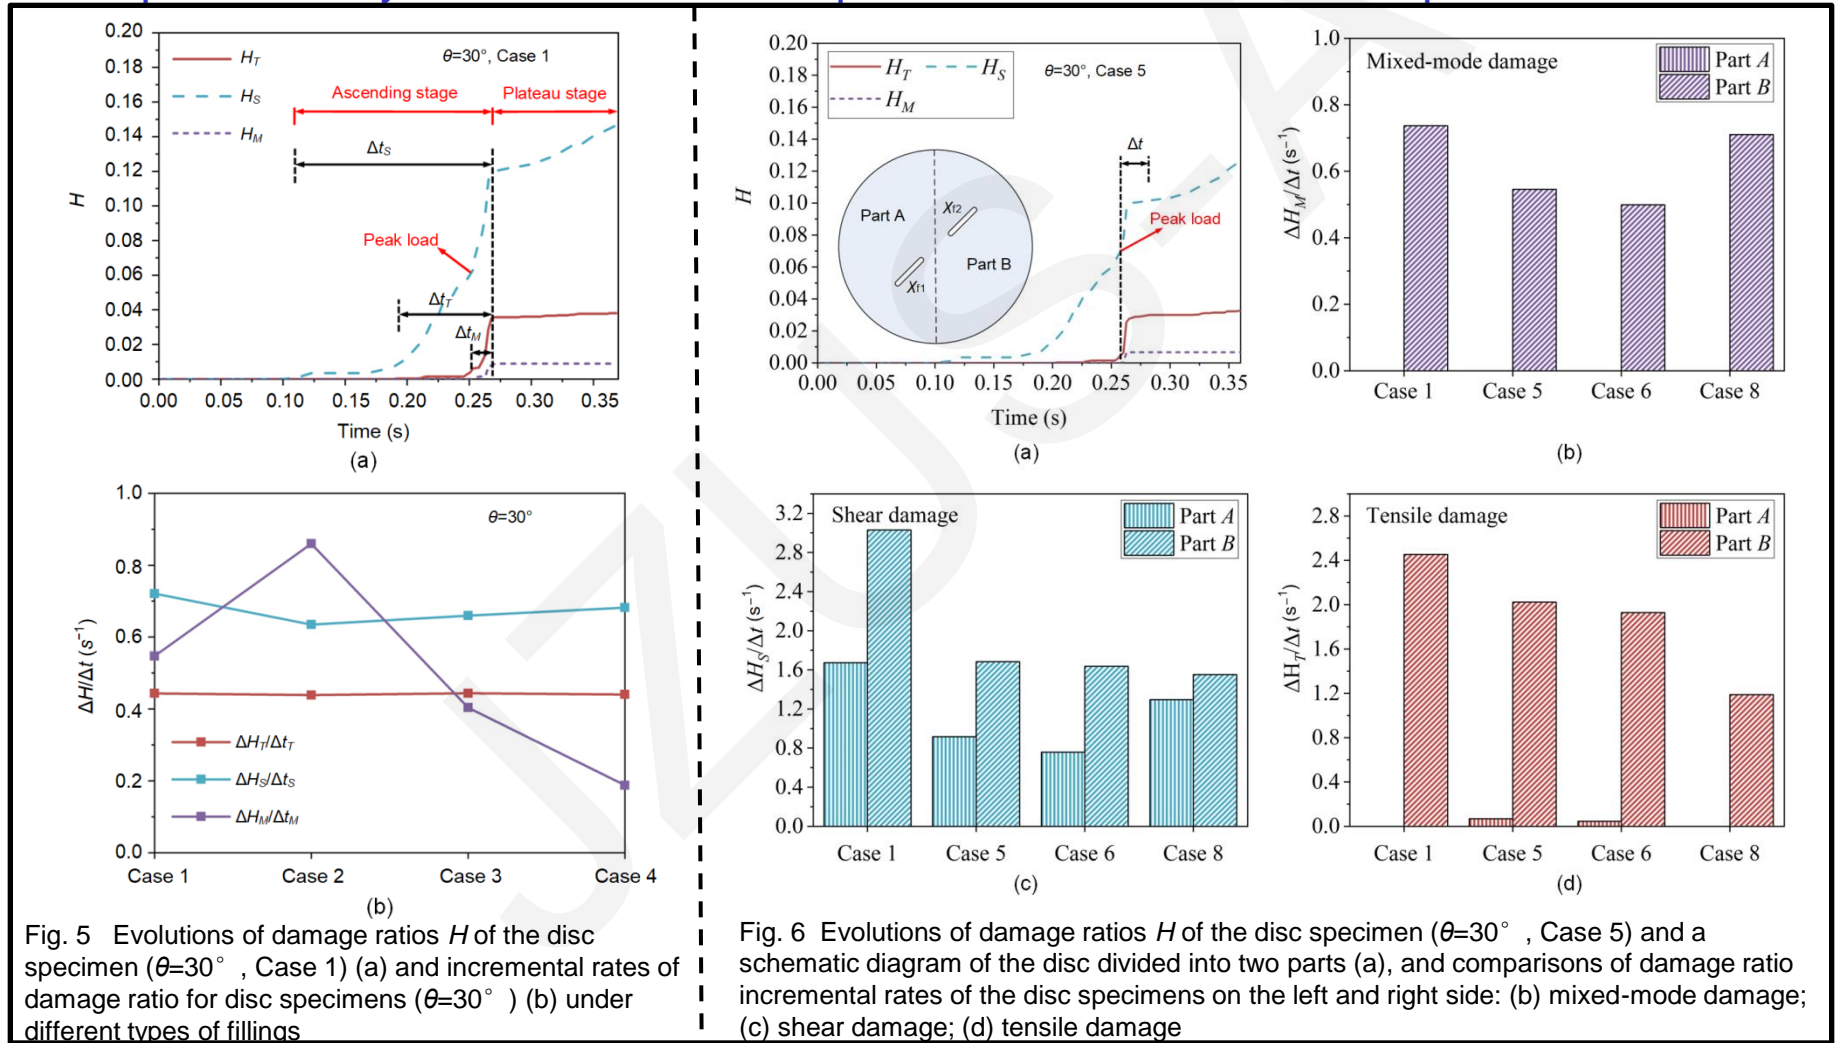 0.20
0.18
0.16
0.14
0.12
0.10
0.08
0.06
0.04
0.02
0.00
H
H_T
H_S
H_M
θ=30°, Case 1
Ascending stage
Plateau stage
Δt_S
Peak load
Δt_T
Δt_M
0.00 0.05 0.10 0.15 0.20 0.25 0.30 0.35
Time (s)
(a)
1.0
0.8
0.6
0.4
0.2
0.0
ΔH/Δt (s⁻¹)
θ=30°
ΔH_T/Δt_T
ΔH_S/Δt_S
ΔH_M/Δt_M
Case 1 Case 2 Case 3 Case 4
(b)
Fig. 5 Evolutions of damage ratios H of the disc
specimen (θ=30° , Case 1) (a) and incremental rates of
damage ratio for disc specimens (θ=30° ) (b) under
different types of fillings
0.20
0.18
0.16
0.14
0.12
0.10
0.08
0.06
0.04
0.02
0.00
H
H_T H_S
H_M
θ=30°, Case 5
Δt
Part A
χf2
Part B
χf1
Peak load
0.00 0.05 0.10 0.15 0.20 0.25 0.30 0.35
Time (s)
(a)
1.0
0.8
0.6
0.4
0.2
0.0
ΔH_M/Δt (s⁻¹)
Mixed-mode damage
Part A
Part B
Case 1 Case 5 Case 6 Case 8
(b)
3.2
2.8
2.4
2.0
1.6
1.2
0.8
0.4
0.0
ΔH_S/Δt (s⁻¹)
Shear damage
Part A
Part B
Case 1 Case 5 Case 6 Case 8
(c)
2.8
2.4
2.0
1.6
1.2
0.8
0.4
0.0
ΔH_T/Δt (s⁻¹)
Tensile damage
Part A
Part B
Case 1 Case 5 Case 6 Case 8
(d)
Fig. 6 Evolutions of damage ratios H of the disc specimen (θ=30° , Case 5) and a
schematic diagram of the disc divided into two parts (a), and comparisons of damage ratio
incremental rates of the disc specimens on the left and right side: (b) mixed-mode damage;
(c) shear damage; (d) tensile damage
JZUS-A